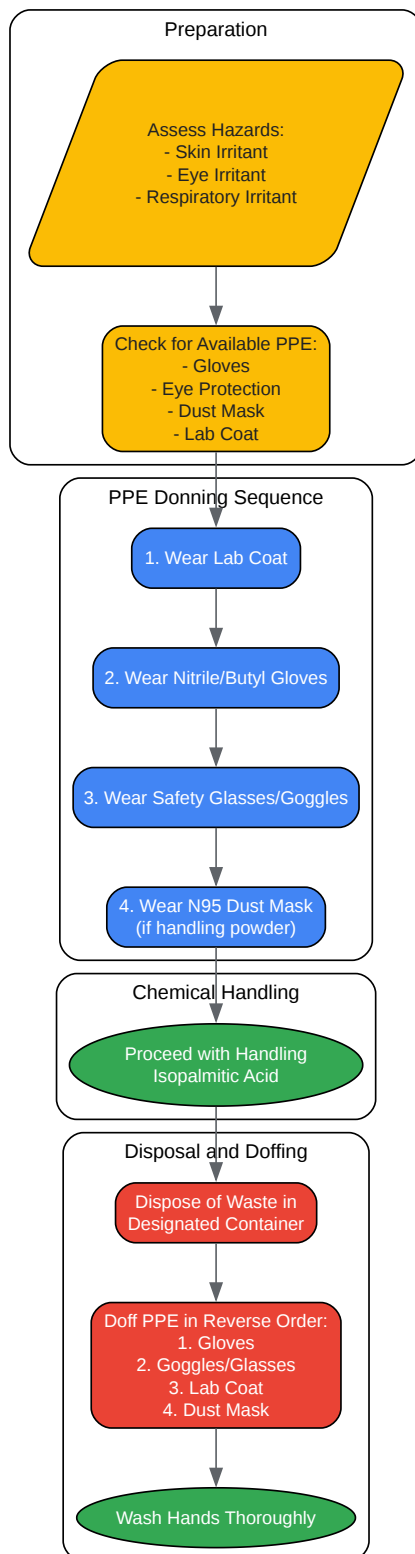 Preparation
Assess Hazards:
- Skin Irritant
- Eye Irritant
- Respiratory Irritant
Check for Available PPE:
- Gloves
- Eye Protection
- Dust Mask
- Lab Coat
PPE Donning Sequence
1. Wear Lab Coat
2. Wear Nitrile/Butyl Gloves
3. Wear Safety Glasses/Goggles
4. Wear N95 Dust Mask
(if handling powder)
Chemical Handling
Proceed with Handling
Isopalmitic Acid
Disposal and Doffing
Dispose of Waste in
Designated Container
Doff PPE in Reverse Order:
1. Gloves
2. Goggles/Glasses
3. Lab Coat
4. Dust Mask
Wash Hands Thoroughly